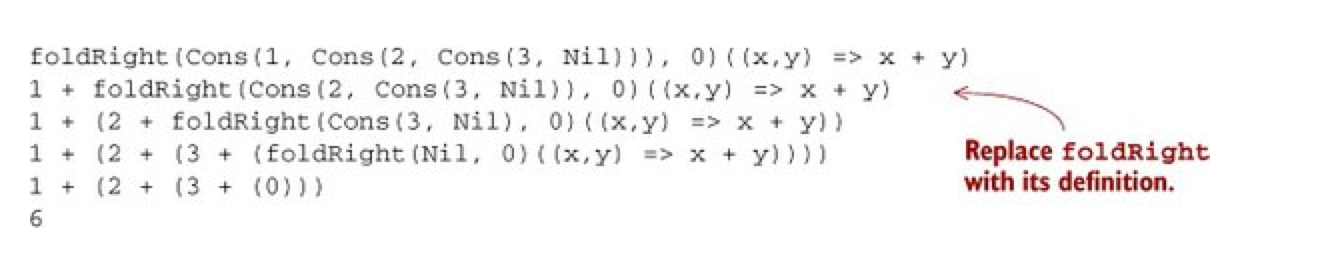 foldRight(Cons(1, Cons(2, Cons(3, Nil))), 0)((x,y) => x + y)
1 + foldRight(Cons(2, Cons(3, Nil)), 0)((x,y) => x + y)
1 + (2 + foldRight(Cons(3, Nil), 0)((x,y) => x + y))
1 + (2 + (3 + (foldRight(Nil, 0)((x,y) => x + y))))
1 + (2 + (3 + (0)))
6
Replace foldRight
with its definition.